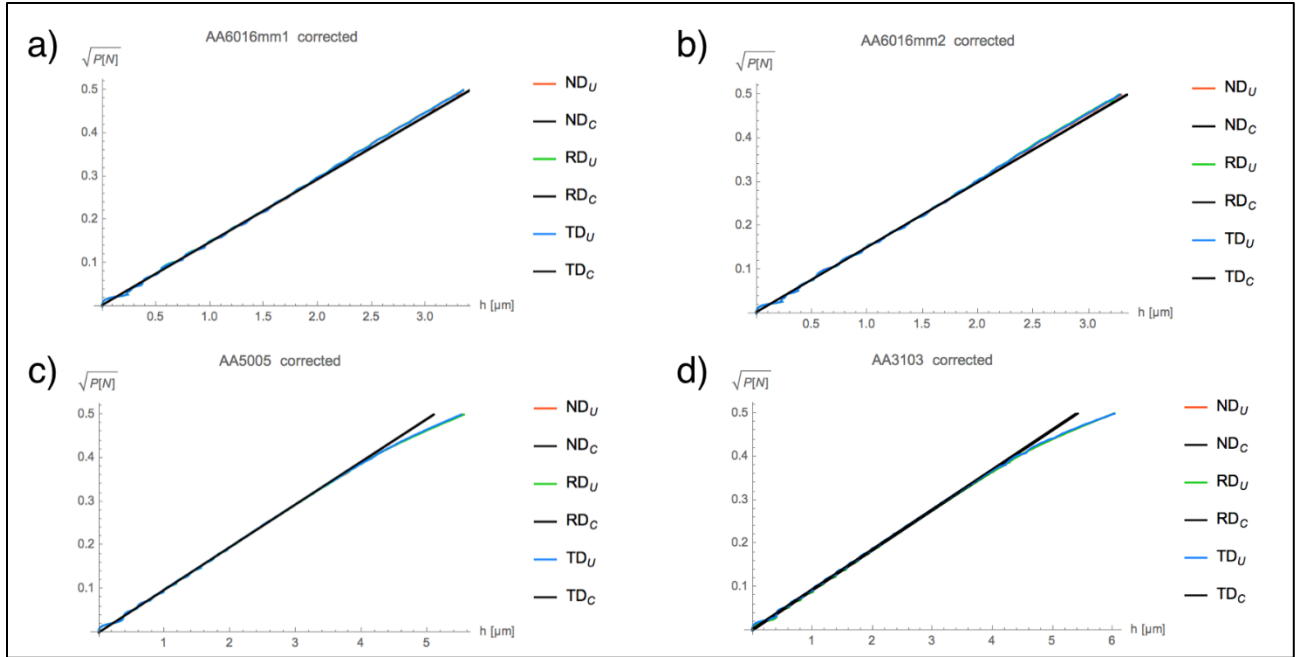 a)
AA6016mm1 corrected
√P[N]
0.5
0.4
0.3
0.2
0.1
0.5 1.0 1.5 2.0 2.5 3.0
h [μm]
ND_U
ND_C
RD_U
RD_C
TD_U
TD_C
b)
AA6016mm2 corrected
√P[N]
0.5
0.4
0.3
0.2
0.1
0.5 1.0 1.5 2.0 2.5 3.0
h [μm]
ND_U
ND_C
RD_U
RD_C
TD_U
TD_C
c)
AA5005 corrected
√P[N]
0.5
0.4
0.3
0.2
0.1
1 2 3 4 5
h [μm]
ND_U
ND_C
RD_U
RD_C
TD_U
TD_C
d)
AA3103 corrected
√P[N]
0.5
0.4
0.3
0.2
0.1
1 2 3 4 5 6
h [μm]
ND_U
ND_C
RD_U
RD_C
TD_U
TD_C